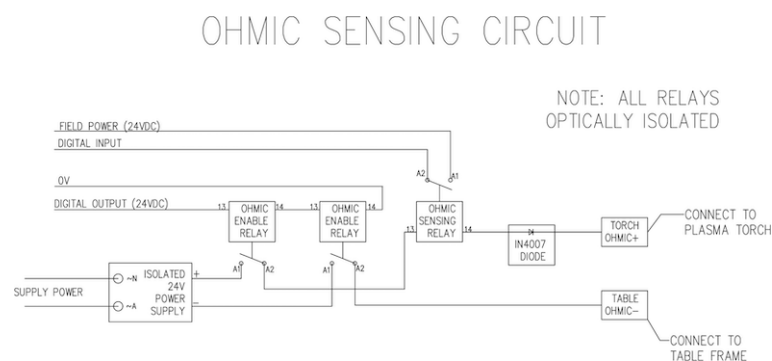 OHMIC SENSING CIRCUIT
NOTE: ALL RELAYS
OPTICALLY ISOLATED
FIELD POWER (24VDC)
DIGITAL INPUT
A2
A1
0V
DIGITAL OUTPUT (24VDC)
13
OHMIC
ENABLE
RELAY
14
13
OHMIC
ENABLE
RELAY
14
13
OHMIC
SENSING
RELAY
14
IN4007
DIODE
TORCH
OHMIC+
CONNECT TO
PLASMA TORCH
A1
A2
A1
A2
SUPPLY POWER
~N
~A
ISOLATED
24V
POWER
SUPPLY
+
−
TABLE
OHMIC−
CONNECT TO
TABLE FRAME